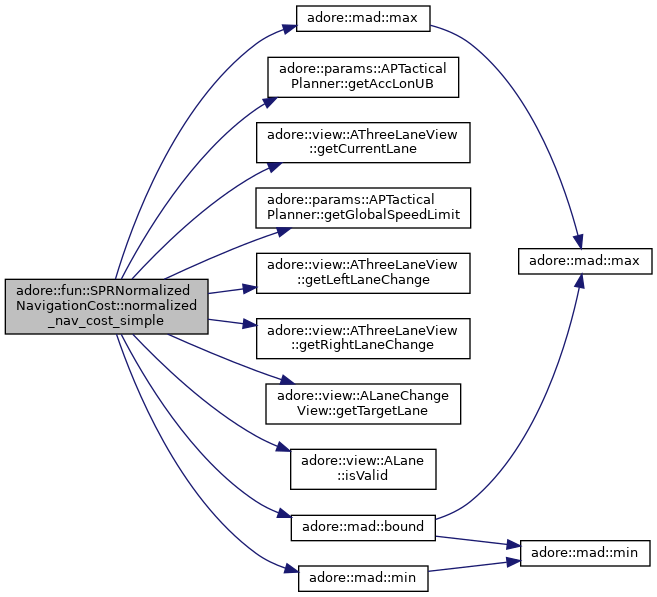 adore::mad::max
adore::params::APTactical
Planner::getAccLonUB
adore::view::AThreeLaneView
::getCurrentLane
adore::params::APTactical
Planner::getGlobalSpeedLimit
adore::mad::max
adore::view::AThreeLaneView
::getLeftLaneChange
adore::fun::SPRNormalized
NavigationCost::normalized
_nav_cost_simple
adore::view::AThreeLaneView
::getRightLaneChange
adore::view::ALaneChange
View::getTargetLane
adore::view::ALane
::isValid
adore::mad::bound
adore::mad::min
adore::mad::min